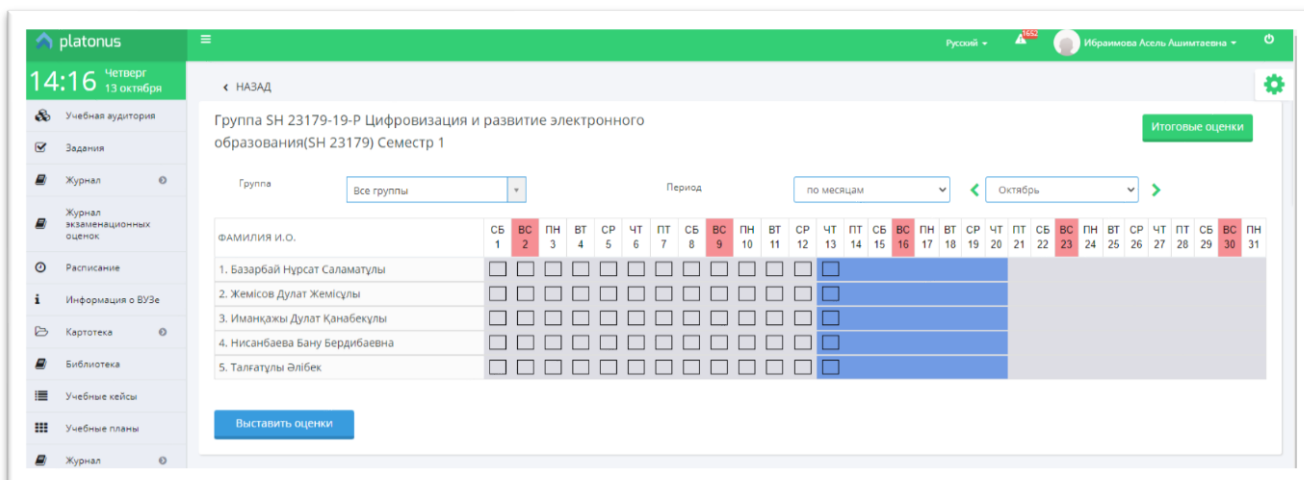 platonus
Русский
1652
Ибраимова Асель Ашимтаевна
14:16 Четверг
13 октября
НАЗАД
Учебная аудитория
Задания
Журнал
Журнал
экзаменационных
оценок
Расписание
Информация о ВУЗе
Картотека
Библиотека
Учебные кейсы
Учебные планы
Журнал
Группа SH 23179-19-Р Цифровизация и развитие электронного
образования(SH 23179) Семестр 1
Итоговые оценки
Группа Все группы Период по месяцам Октябрь
ФАМИЛИЯ И.О.
СБ ВС ПН ВТ СР ЧТ ПТ СБ ВС ПН ВТ СР ЧТ ПТ СБ ВС ПН ВТ СР ЧТ ПТ СБ ВС ПН ВТ СР ЧТ ПТ СБ ВС ПН
1 2 3 4 5 6 7 8 9 10 11 12 13 14 15 16 17 18 19 20 21 22 23 24 25 26 27 28 29 30 31
1. Базарбай Нұрсат Саламатұлы
2. Жемісов Дулат Жемісұлы
3. Иманқажы Дулат Қанабекұлы
4. Нисанбаева Бану Бердибаевна
5. Талғатұлы Әлібек
Выставить оценки